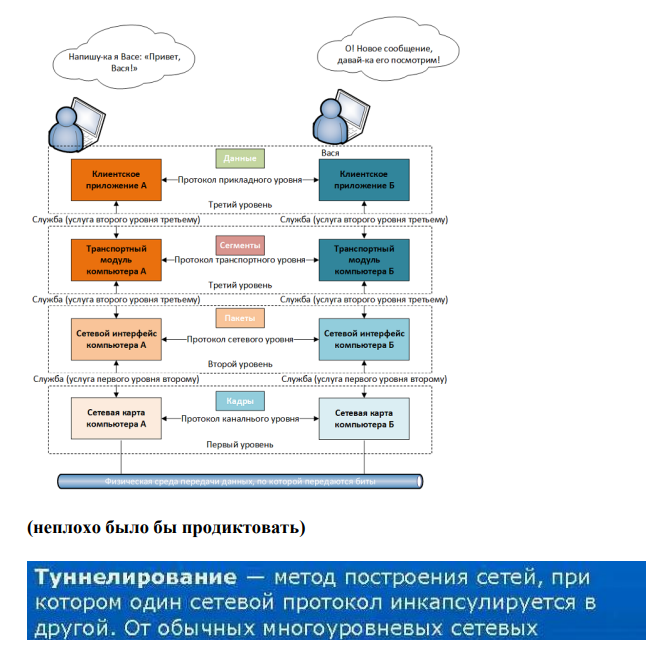 Напишу-ка я Васе: «Привет,
Вася!»
О! Новое сообщение,
давай-ка его посмотрим!
Вася
Данные
Клиентское
приложение А
Протокол прикладного уровня
Клиентское
приложение Б
Третий уровень
Служба (услуга второго уровня третьему)
Служба (услуга второго уровня третьему)
Сегменты
Транспортный
модуль
компьютера А
Протокол транспортного уровня
Транспортный
модуль
компьютера Б
Третий уровень
Служба (услуга второго уровня третьему)
Служба (услуга второго уровня третьему)
Пакеты
Сетевой интерфейс
компьютера А
Протокол сетевого уровня
Сетевой интерфейс
компьютера Б
Второй уровень
Служба (услуга первого уровня второму)
Служба (услуга первого уровня второму)
Кадры
Сетевая карта
компьютера А
Протокол канального уровня
Сетевая карта
компьютера Б
Первый уровень
Физическая среда передачи данных, по которой передаются биты
(неплохо было бы продиктовать)
Туннелирование — метод построения сетей, при
котором один сетевой протокол инкапсулируется в
другой. От обычных многоуровневых сетевых